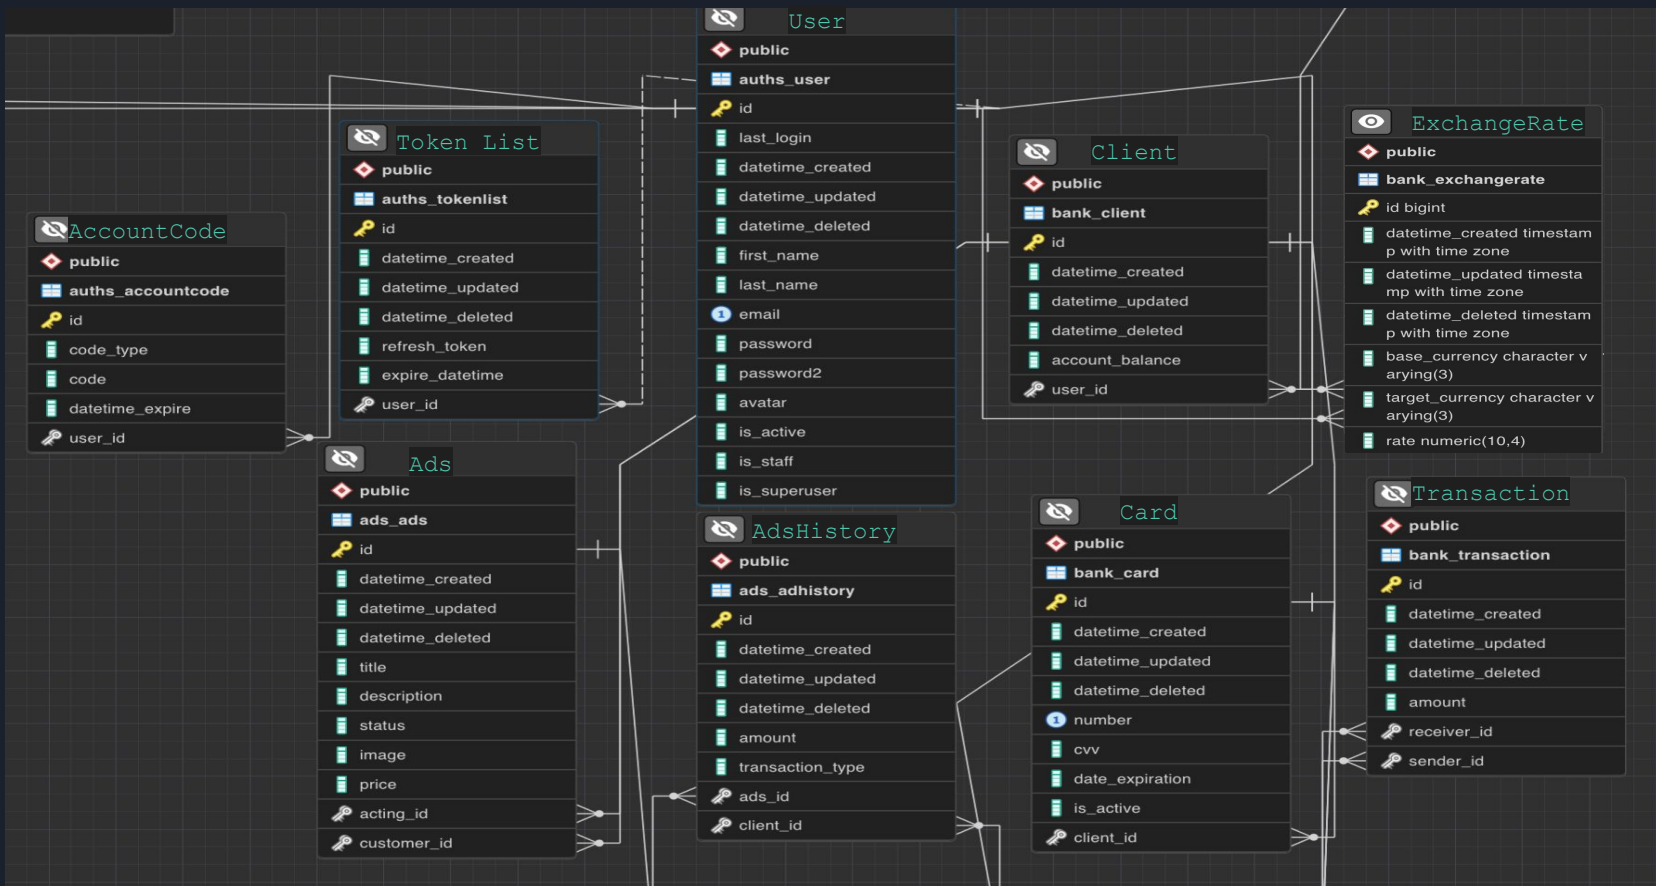 User
public
auths_user
id
last_login
datetime_created
datetime_updated
datetime_deleted
first_name
last_name
email
password
password2
avatar
is_active
is_staff
is_superuser
Token List
public
auths_tokenlist
id
datetime_created
datetime_updated
datetime_deleted
refresh_token
expire_datetime
user_id
AccountCode
public
auths_accountcode
id
code_type
code
datetime_expire
user_id
Client
public
bank_client
id
datetime_created
datetime_updated
datetime_deleted
account_balance
user_id
ExchangeRate
public
bank_exchangerate
id bigint
datetime_created timestam
p with time zone
datetime_updated timesta
mp with time zone
datetime_deleted timestam
p with time zone
base_currency character v
arying(3)
target_currency character v
arying(3)
rate numeric(10,4)
Ads
public
ads_ads
id
datetime_created
datetime_updated
datetime_deleted
title
description
status
image
price
acting_id
customer_id
AdsHistory
public
ads_adhistory
id
datetime_created
datetime_updated
datetime_deleted
amount
transaction_type
ads_id
client_id
Card
public
bank_card
id
datetime_created
datetime_updated
datetime_deleted
1 number
cvv
date_expiration
is_active
client_id
Transaction
public
bank_transaction
id
datetime_created
datetime_updated
datetime_deleted
amount
receiver_id
sender_id